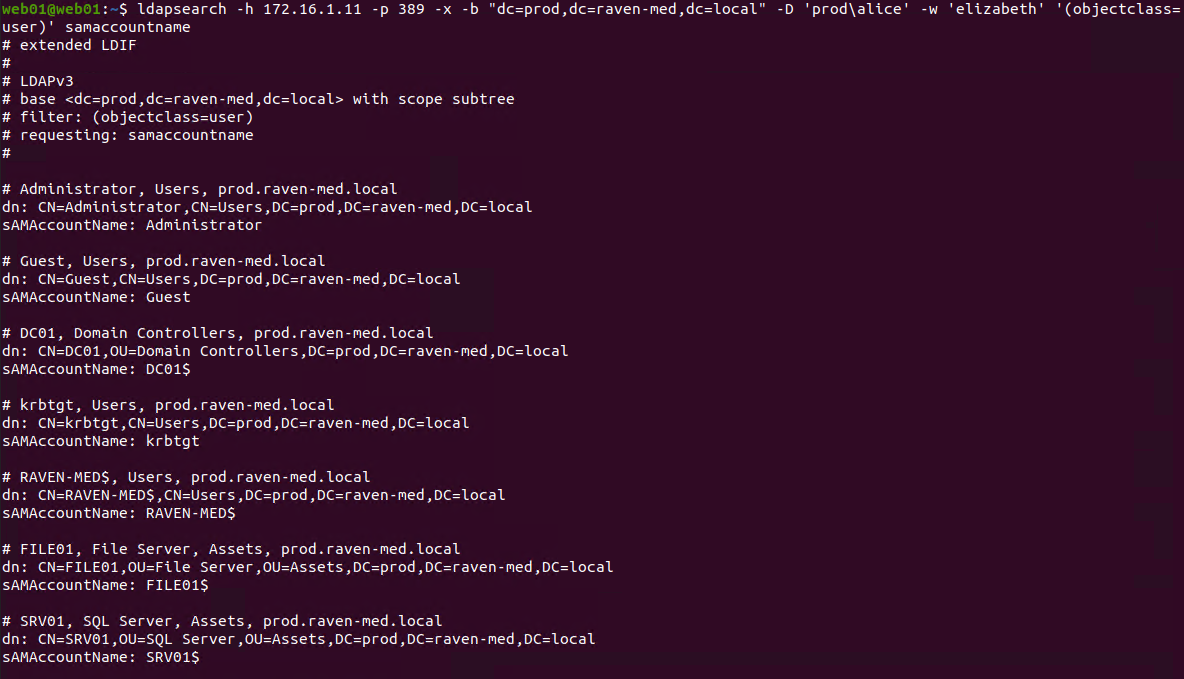 web01@web01:~$ ldapsearch -h 172.16.1.11 -p 389 -x -b "dc=prod,dc=raven-med,dc=local" -D 'prod\alice' -w 'elizabeth' '(objectclass=
user)' samaccountname
# extended LDIF
#
# LDAPv3
# base <dc=prod,dc=raven-med,dc=local> with scope subtree
# filter: (objectclass=user)
# requesting: samaccountname
#

# Administrator, Users, prod.raven-med.local
dn: CN=Administrator,CN=Users,DC=prod,DC=raven-med,DC=local
sAMAccountName: Administrator

# Guest, Users, prod.raven-med.local
dn: CN=Guest,CN=Users,DC=prod,DC=raven-med,DC=local
sAMAccountName: Guest

# DC01, Domain Controllers, prod.raven-med.local
dn: CN=DC01,OU=Domain Controllers,DC=prod,DC=raven-med,DC=local
sAMAccountName: DC01$

# krbtgt, Users, prod.raven-med.local
dn: CN=krbtgt,CN=Users,DC=prod,DC=raven-med,DC=local
sAMAccountName: krbtgt

# RAVEN-MED$, Users, prod.raven-med.local
dn: CN=RAVEN-MED$,CN=Users,DC=prod,DC=raven-med,DC=local
sAMAccountName: RAVEN-MED$

# FILE01, File Server, Assets, prod.raven-med.local
dn: CN=FILE01,OU=File Server,OU=Assets,DC=prod,DC=raven-med,DC=local
sAMAccountName: FILE01$

# SRV01, SQL Server, Assets, prod.raven-med.local
dn: CN=SRV01,OU=SQL Server,OU=Assets,DC=prod,DC=raven-med,DC=local
sAMAccountName: SRV01$